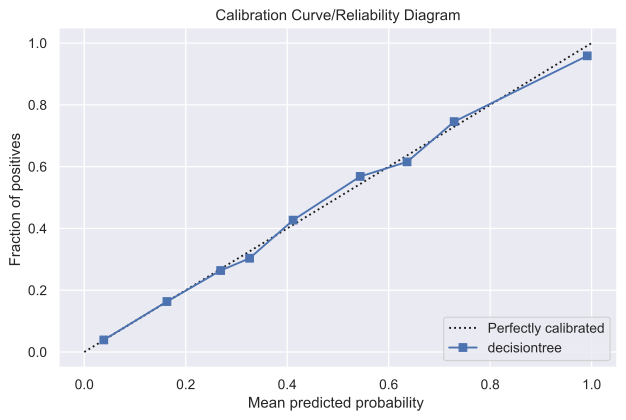 Calibration Curve/Reliability Diagram
Fraction of positives
1.0
0.8
0.6
0.4
0.2
0.0
0.0 0.2 0.4 0.6 0.8 1.0
Mean predicted probability
Perfectly calibrated
decisiontree